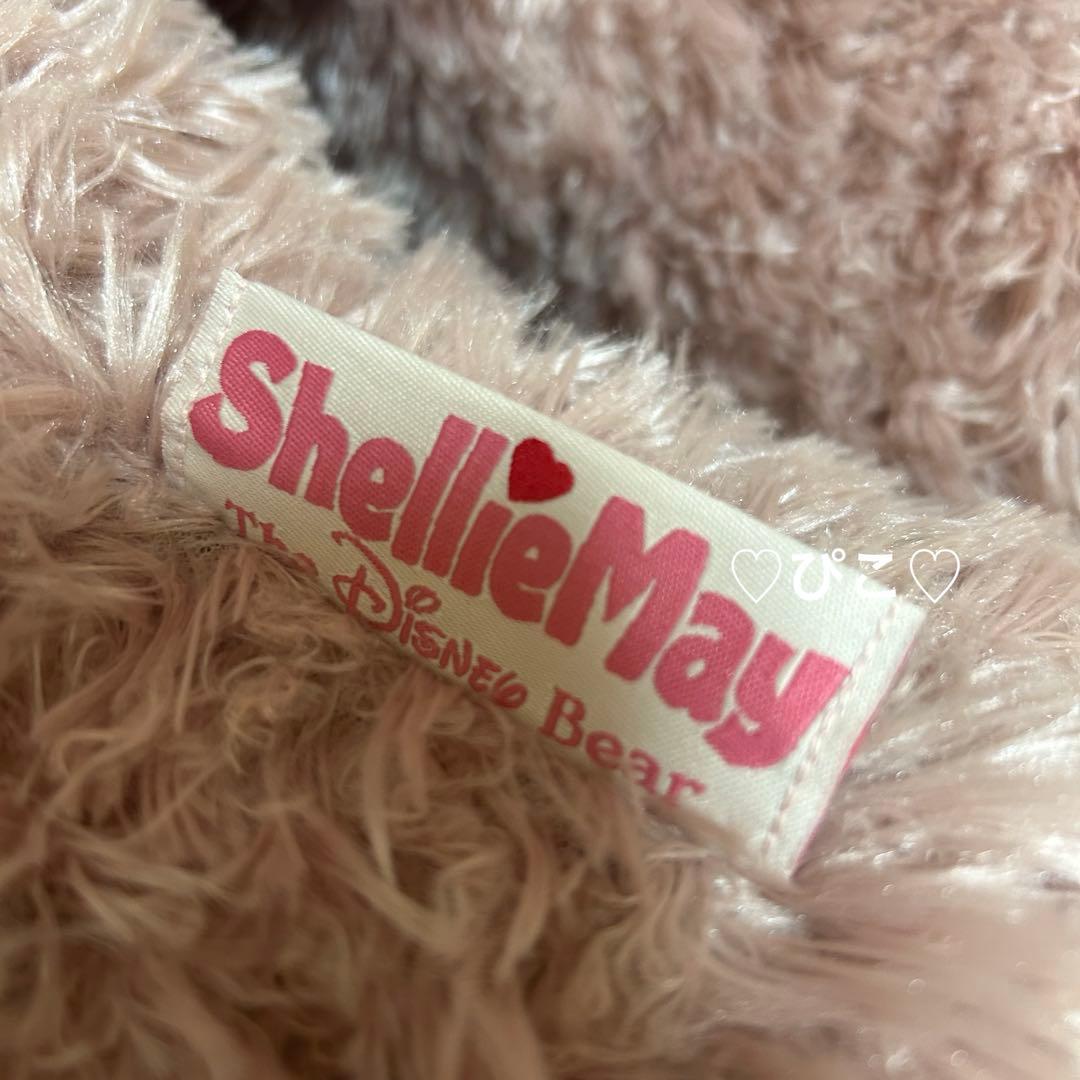 ShellieMay
The Disney Bear
♡ぴこ♡